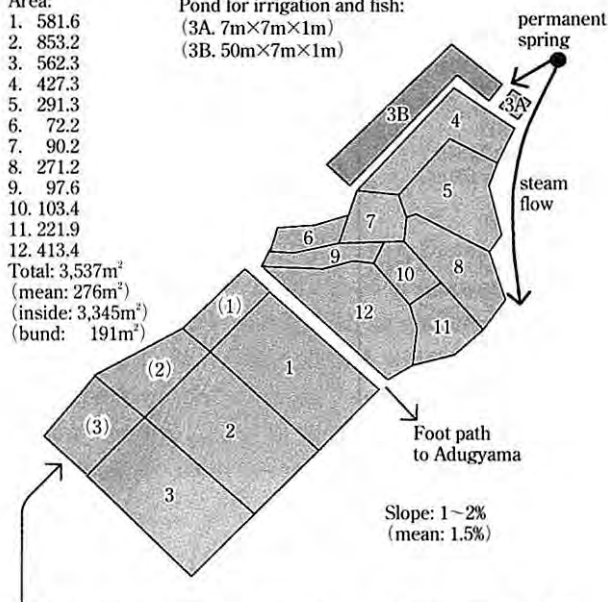 Area:
1. 581.6
2. 853.2
3. 562.3
4. 427.3
5. 291.3
6. 72.2
7. 90.2
8. 271.2
9. 97.6
10. 103.4
11. 221.9
12. 413.4
Total: 3,537m²
(mean: 276m²)
(inside: 3,345m²)
(bund: 191m²)
Pond for irrigation and fish:
(3A. 7m×7m×1m)
(3B. 50m×7m×1m)
permanent
spring
3A
3B
4
5
steam
flow
7
6
9
10
8
12
11
(1)
1
(2)
2
(3)
3
Foot path
to Adugyama
Slope: 1~2%
(mean: 1.5%)